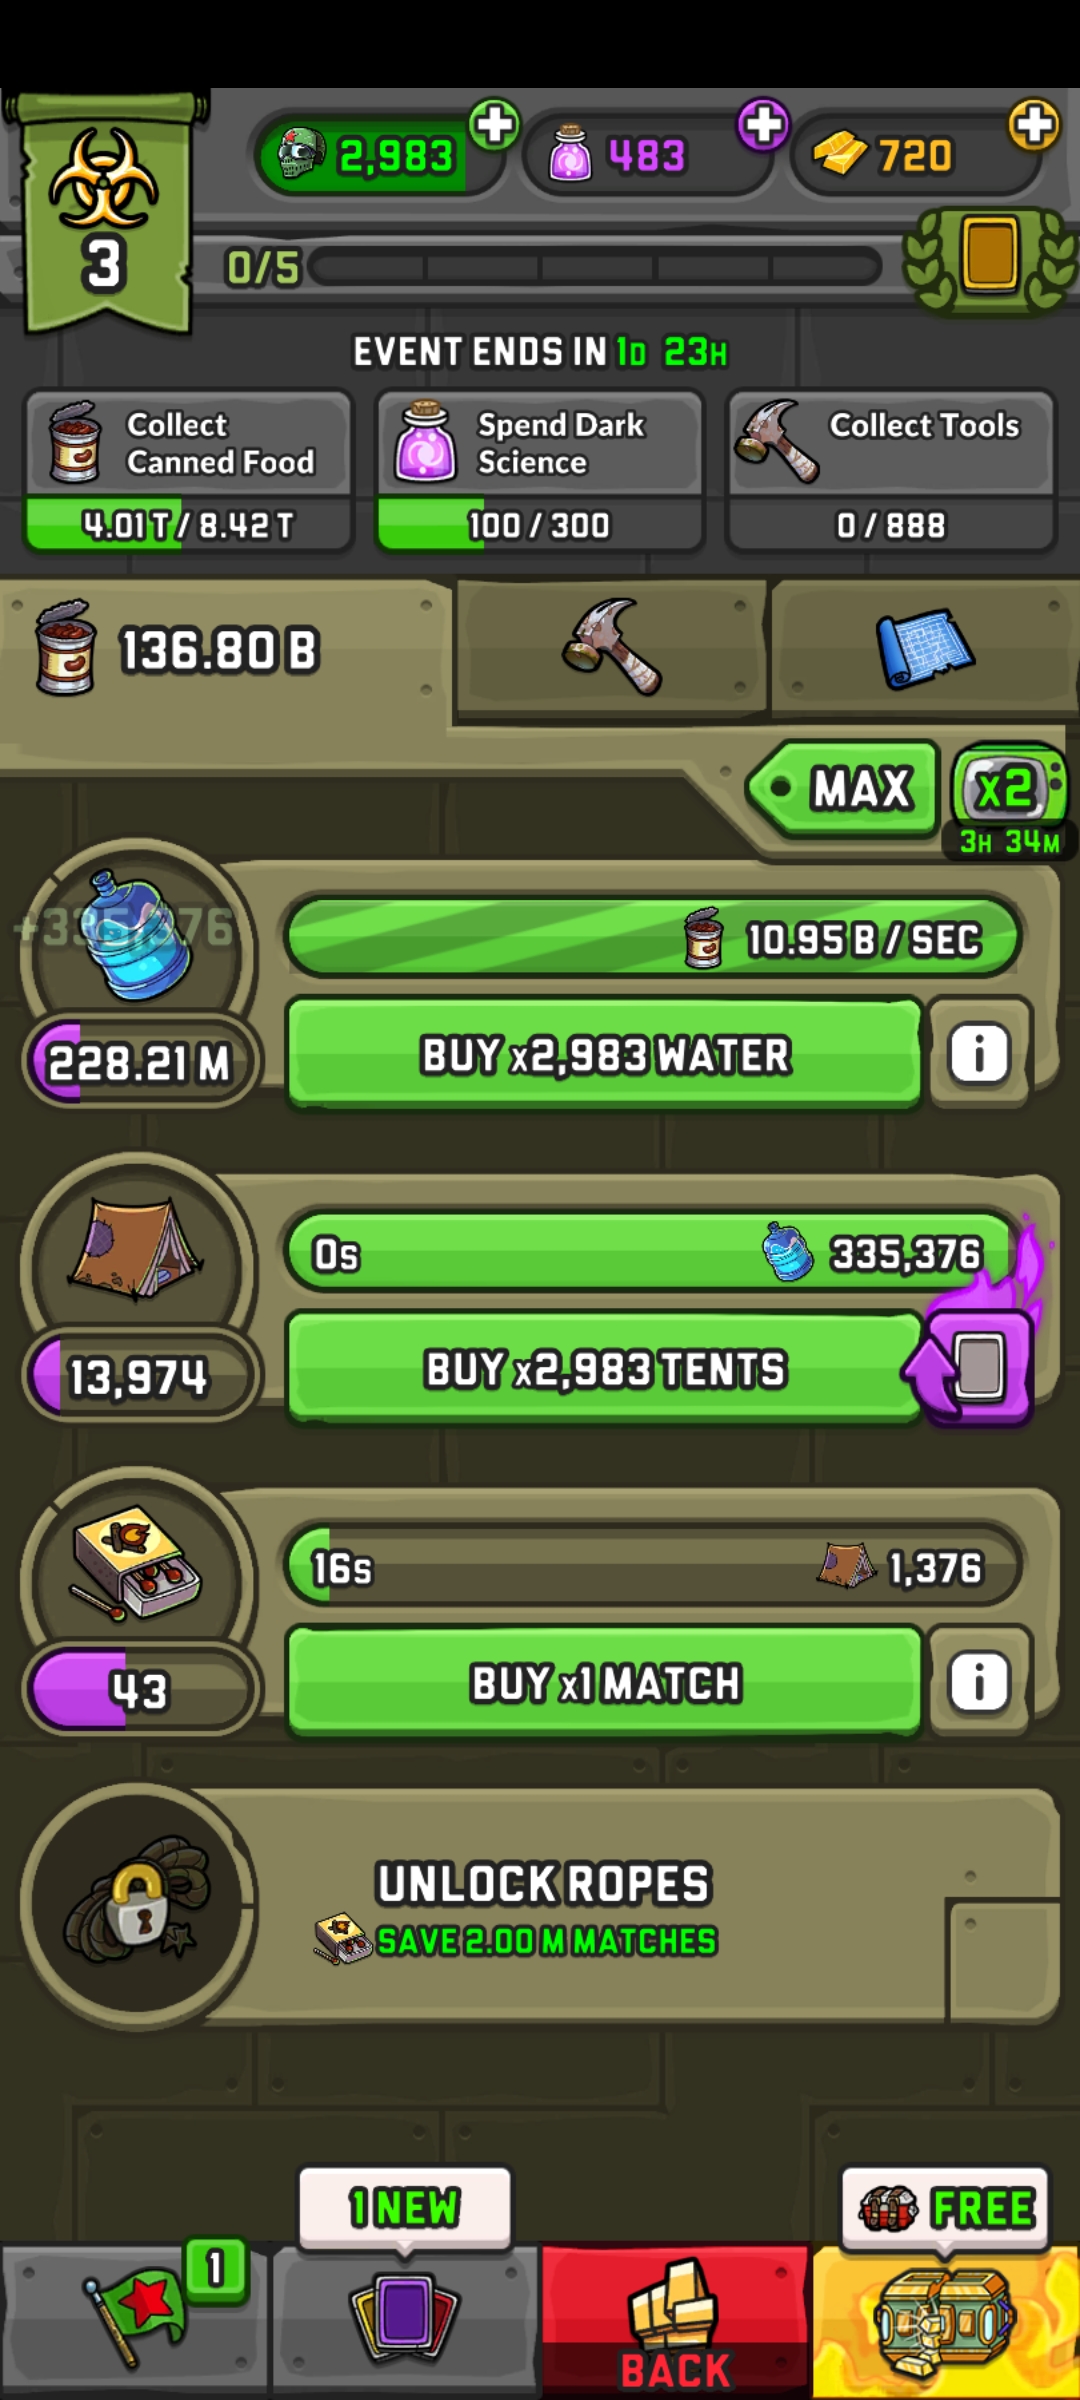 2,983
483
720
3
0/5
EVENT ENDS IN 1D 23H
Collect
Canned Food
4.01 T / 8.42 T
Spend Dark
Science
100 / 300
Collect Tools
0 / 888
136.80 B
MAX
x2
3H 34M
+335,376
10.95 B / SEC
228.21 M
BUY x2,983 WATER
i
0s
335,376
13,974
BUY x2,983 TENTS
16s
1,376
43
BUY x1 MATCH
i
UNLOCK ROPES
SAVE 2.00 M MATCHES
1 NEW
FREE
1
BACK